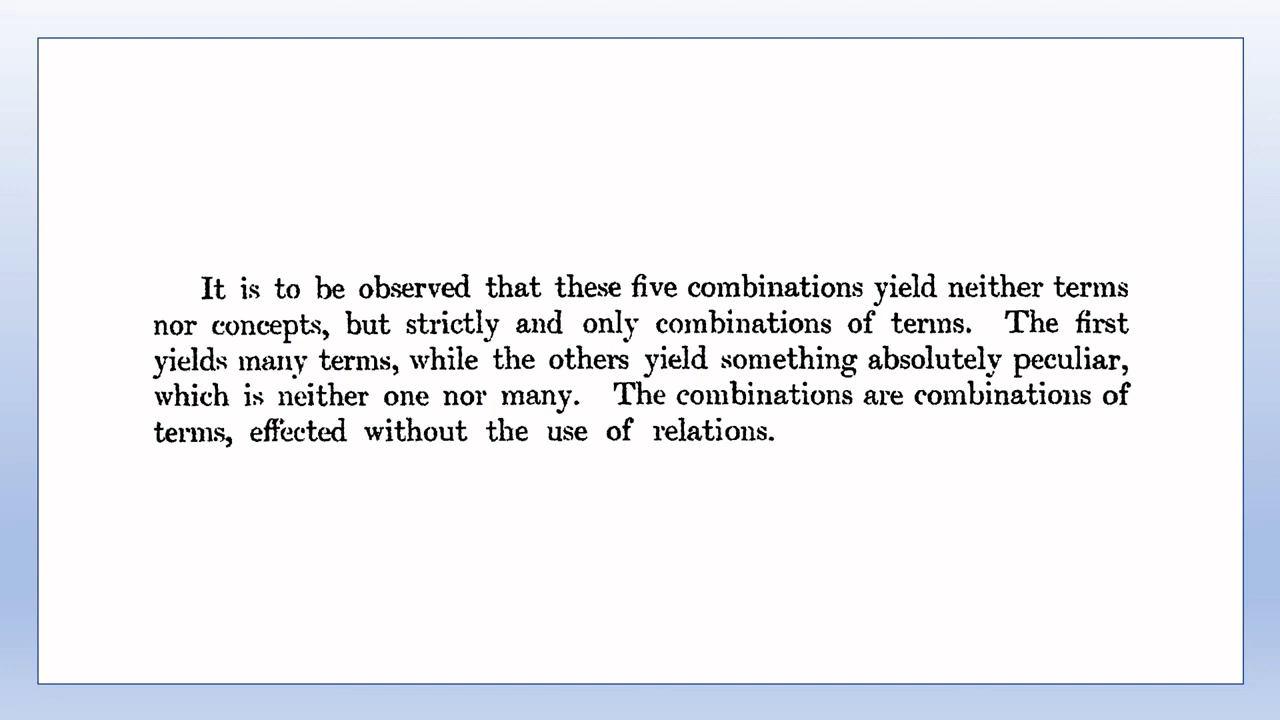 It is to be observed that these five combinations yield neither terms
nor concepts, but strictly and only combinations of terms. The first
yields many terms, while the others yield something absolutely peculiar,
which is neither one nor many. The combinations are combinations of
terms, effected without the use of relations.